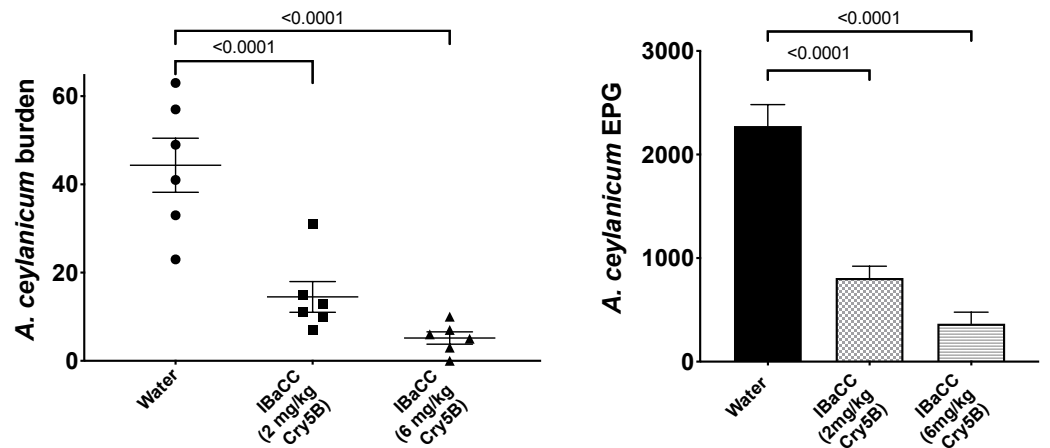 <0.0001
<0.0001
A. ceylanicum burden
60
40
20
0
Water
IBaCC
(2 mg/kg
Cry5B)
IBaCC
(6 mg/kg
Cry5B)
<0.0001
<0.0001
A. ceylanicum EPG
3000
2000
1000
0
Water
IBaCC
(2mg/kg
Cry5B)
IBaCC
(6mg/kg
Cry5B)